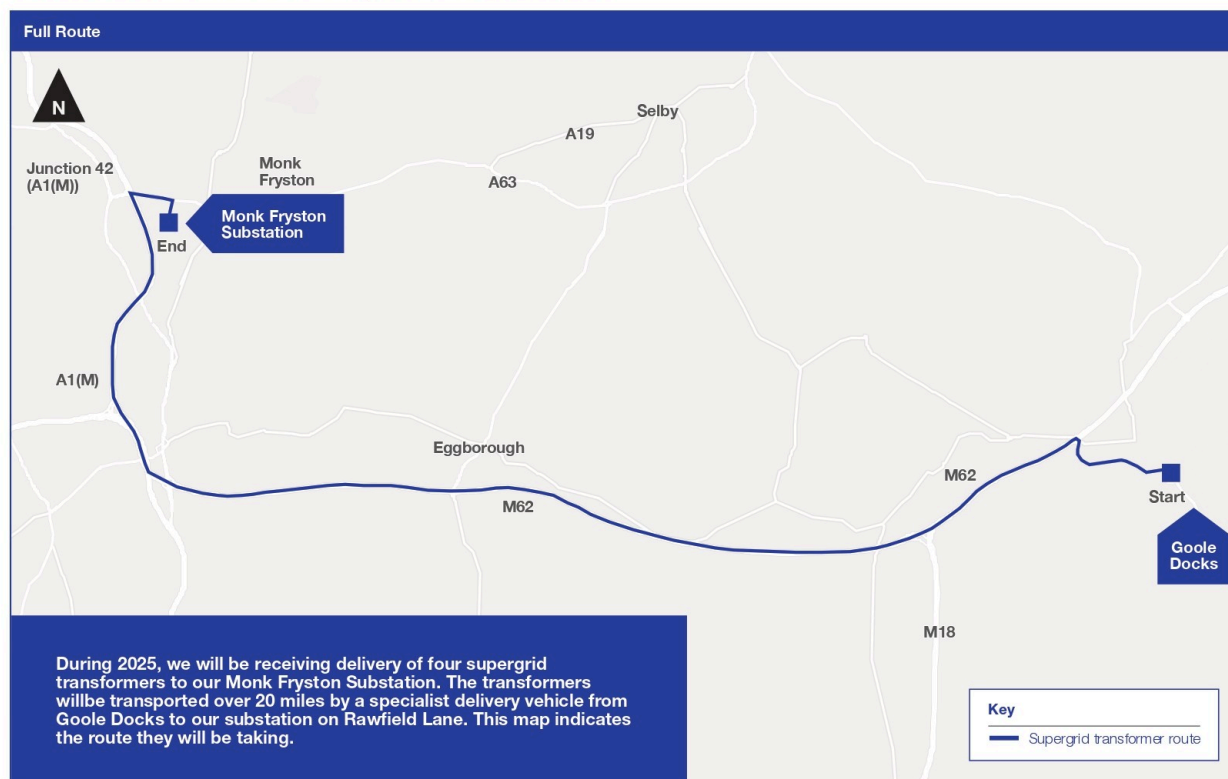 Full Route
N
Selby
A19
Junction 42
(A1(M))
Monk
Fryston
A63
Monk Fryston
Substation
End
A1(M)
Eggborough
M62
M62
Start
Goole
Docks
M18
During 2025, we will be receiving delivery of four supergrid
transformers to our Monk Fryston Substation. The transformers
willbe transported over 20 miles by a specialist delivery vehicle from
Goole Docks to our substation on Rawfield Lane. This map indicates
the route they will be taking.
Key
Supergrid transformer route